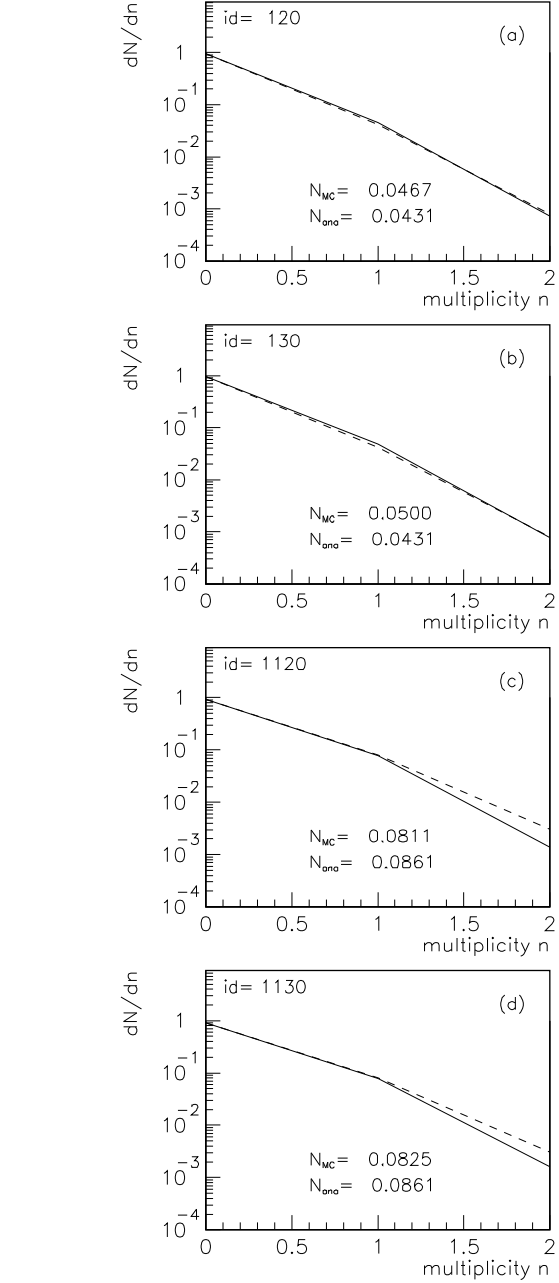 dN/dn
id= 120
(a)
1
10^-1
10^-2
10^-3
10^-4
N_MC= 0.0467
N_ana= 0.0431
0 0.5 1 1.5 2
multiplicity n
dN/dn
id= 130
(b)
1
10^-1
10^-2
10^-3
10^-4
N_MC= 0.0500
N_ana= 0.0431
0 0.5 1 1.5 2
multiplicity n
dN/dn
id= 1120
(c)
1
10^-1
10^-2
10^-3
10^-4
N_MC= 0.0811
N_ana= 0.0861
0 0.5 1 1.5 2
multiplicity n
dN/dn
id= 1130
(d)
1
10^-1
10^-2
10^-3
10^-4
N_MC= 0.0825
N_ana= 0.0861
0 0.5 1 1.5 2
multiplicity n